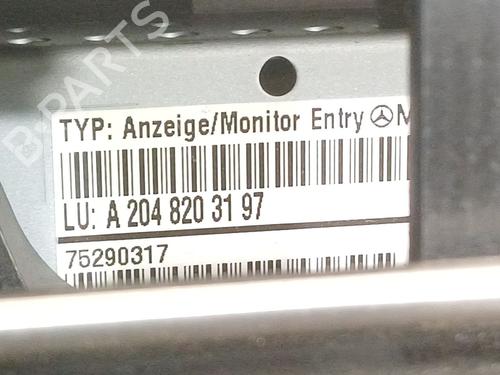 B-PARTS
TYP: Anzeige/Monitor Entry M
LU: A 204 820 31 97
75290317